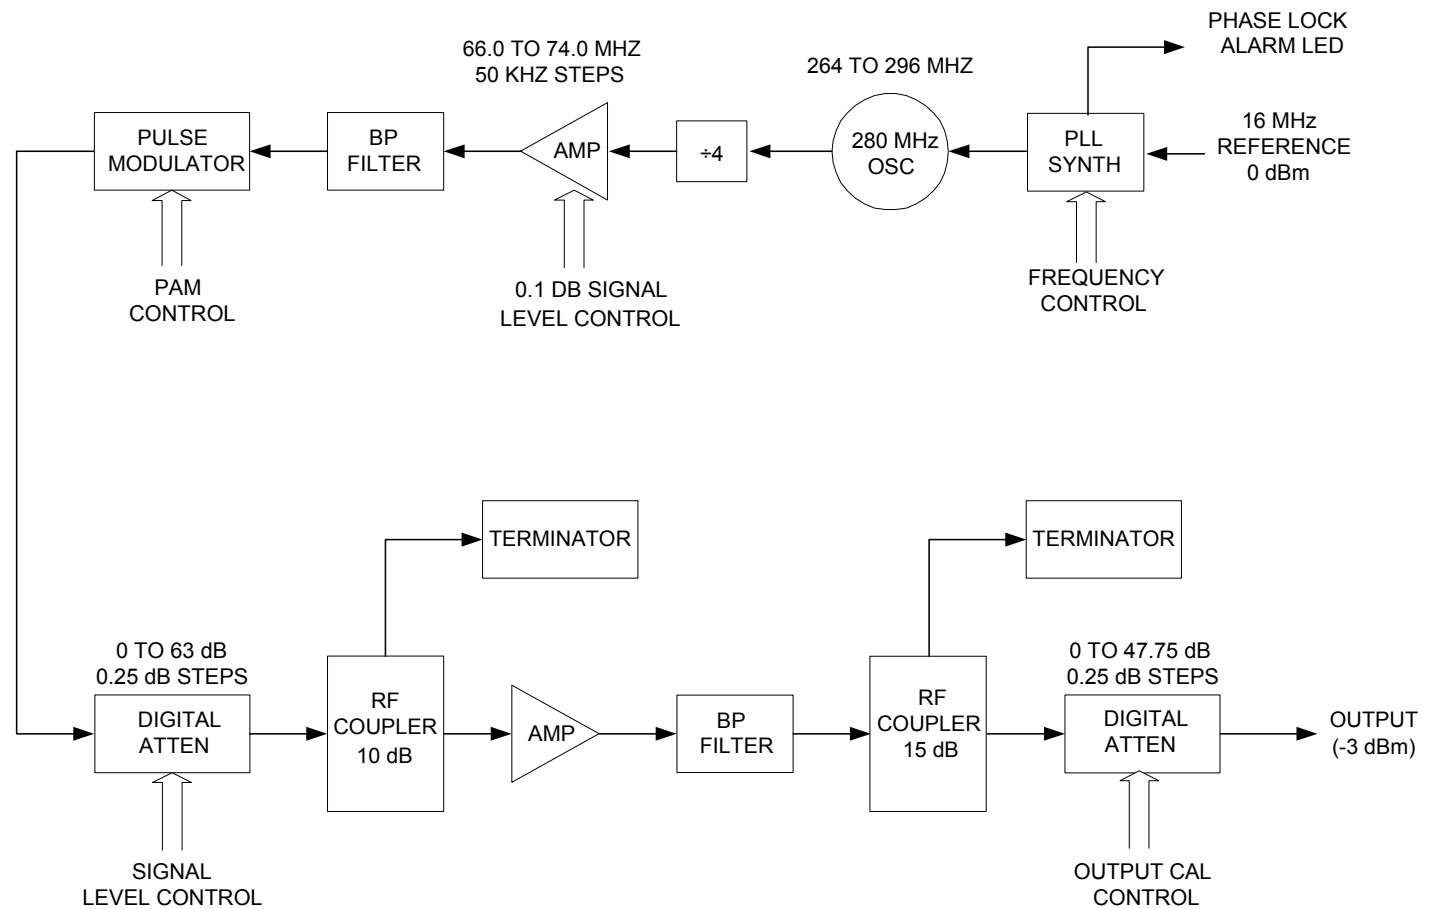 PHASE LOCK
ALARM LED
66.0 TO 74.0 MHZ
50 KHZ STEPS
264 TO 296 MHZ
PULSE
MODULATOR
BP
FILTER
AMP
÷4
280 MHz
OSC
PLL
SYNTH
16 MHz
REFERENCE
0 dBm
PAM
CONTROL
0.1 DB SIGNAL
LEVEL CONTROL
FREQUENCY
CONTROL
TERMINATOR
TERMINATOR
0 TO 63 dB
0.25 dB STEPS
DIGITAL
ATTEN
RF
COUPLER
10 dB
AMP
BP
FILTER
RF
COUPLER
15 dB
0 TO 47.75 dB
0.25 dB STEPS
DIGITAL
ATTEN
OUTPUT
(-3 dBm)
SIGNAL
LEVEL CONTROL
OUTPUT CAL
CONTROL